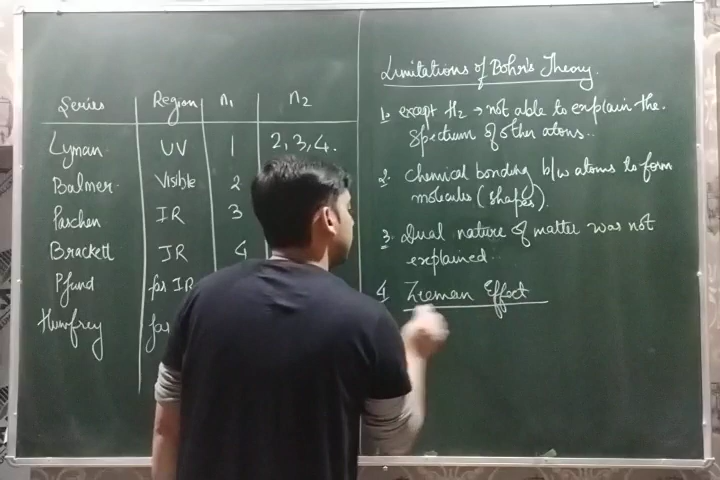 Series Region n1 n2
Lyman UV 1 2,3,4.
Balmer Visible 2
Paschen IR 3
Brackett IR 4
Pfund far IR
Humfrey far
Limitations of Bohr's Theory.
1. except H2 → not able to explain the
Spectrum of other atoms..
2. Chemical bonding b/w atoms to form
molecules (shapes).
3. Dual nature of matter was not
explained.
4. Zieman Effect